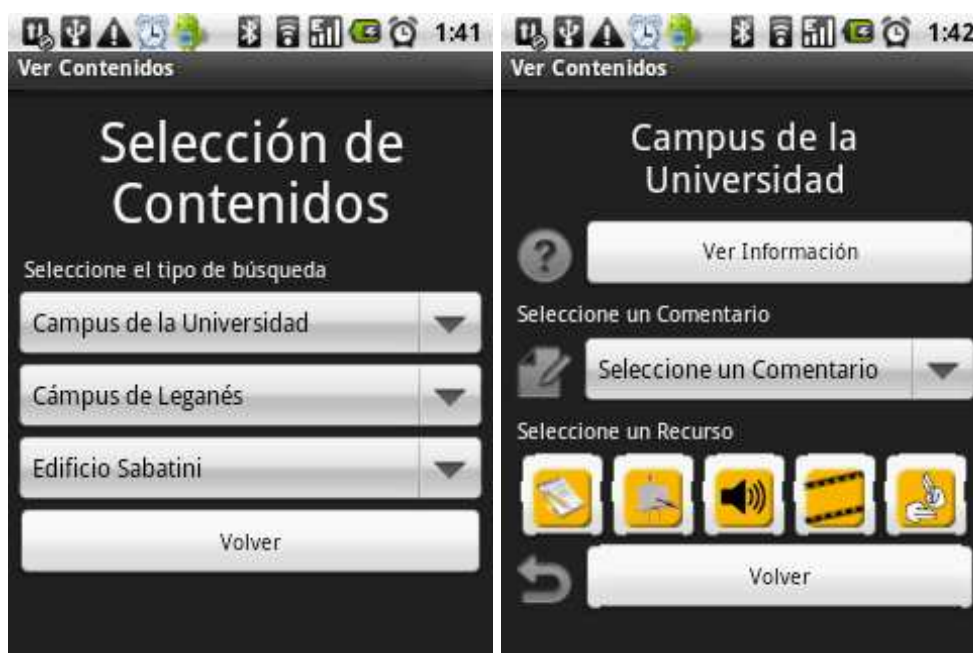 1:41
Ver Contenidos
Selección de
Contenidos
Seleccione el tipo de búsqueda
Campus de la Universidad
Cámpus de Leganés
Edificio Sabatini
Volver
1:42
Ver Contenidos
Campus de la
Universidad
Ver Información
Seleccione un Comentario
Seleccione un Comentario
Seleccione un Recurso
Volver